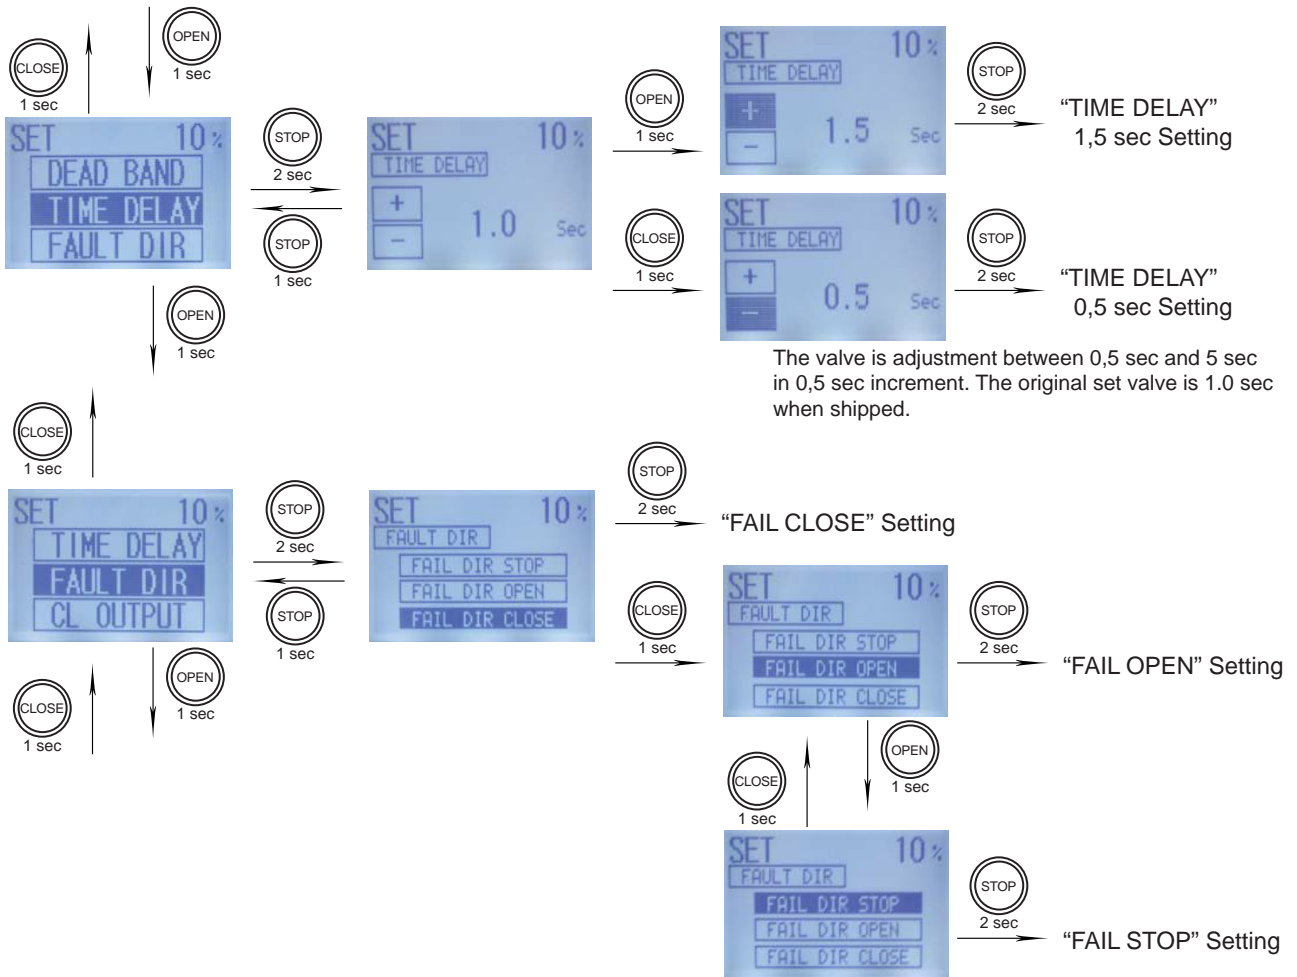 OPEN
1 sec
CLOSE
1 sec
SET 10 %
DEAD BAND
TIME DELAY
FAULT DIR
STOP
2 sec
STOP
1 sec
SET 10 %
TIME DELAY
+
1.0 Sec
−
OPEN
1 sec
SET 10 %
TIME DELAY
+
1.5 Sec
−
STOP
2 sec
“TIME DELAY”
1,5 sec Setting
CLOSE
1 sec
SET 10 %
TIME DELAY
+
0.5 Sec
−
STOP
2 sec
“TIME DELAY”
0,5 sec Setting
The valve is adjustment between 0,5 sec and 5 sec
in 0,5 sec increment. The original set valve is 1.0 sec
when shipped.
OPEN
1 sec
CLOSE
1 sec
SET 10 %
TIME DELAY
FAULT DIR
CL OUTPUT
STOP
2 sec
STOP
1 sec
SET 10 %
FAULT DIR
FAIL DIR STOP
FAIL DIR OPEN
FAIL DIR CLOSE
STOP
2 sec
“FAIL CLOSE” Setting
CLOSE
1 sec
SET 10 %
FAULT DIR
FAIL DIR STOP
FAIL DIR OPEN
FAIL DIR CLOSE
STOP
2 sec
“FAIL OPEN” Setting
OPEN
1 sec
CLOSE
1 sec
OPEN
1 sec
CLOSE
1 sec
SET 10 %
FAULT DIR
FAIL DIR STOP
FAIL DIR OPEN
FAIL DIR CLOSE
STOP
2 sec
“FAIL STOP” Setting